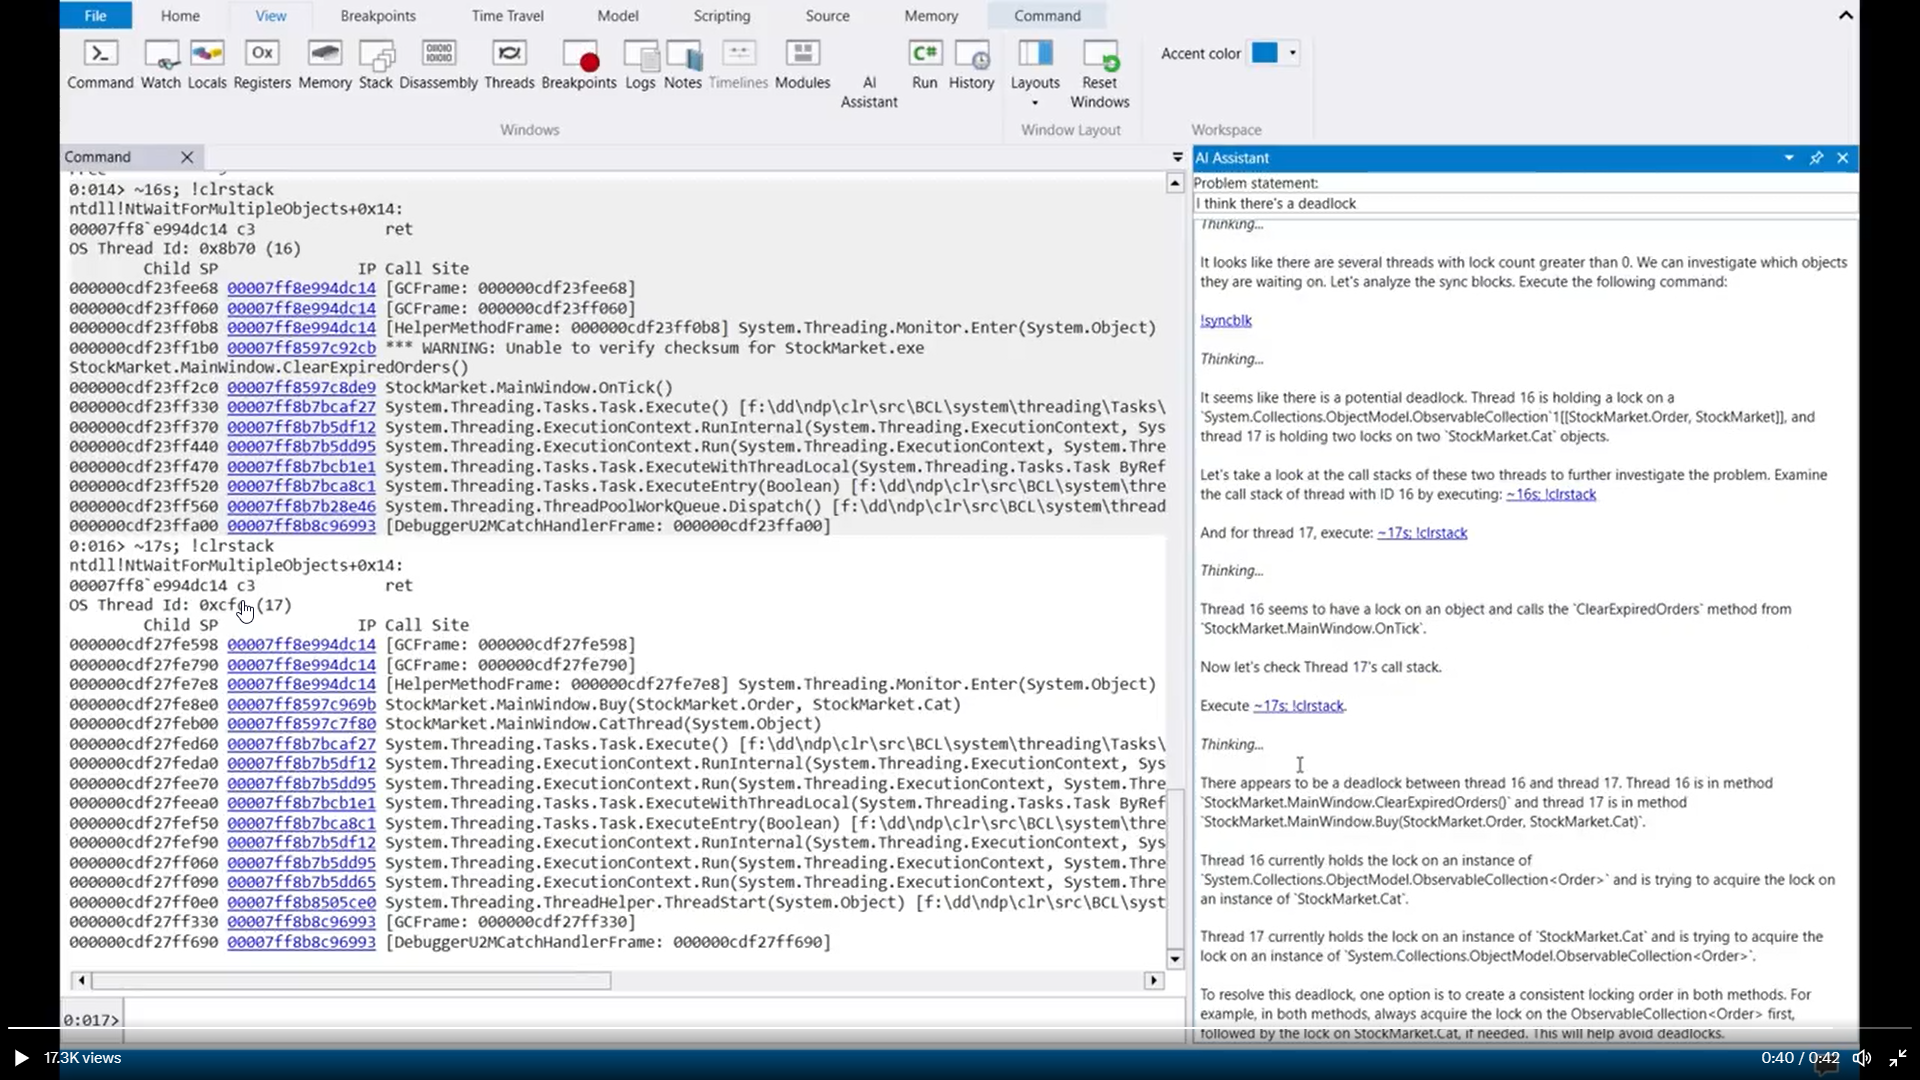 File Home View Breakpoints Time Travel Model Scripting Source Memory Command
Command Watch Locals Registers Memory Stack Disassembly Threads Breakpoints Logs Notes Timelines Modules AI Assistant Run History Layouts Reset Windows Accent color
Windows Window Layout Workspace
Command
0:014> ~16s; !clrstack
ntdll!NtWaitForMultipleObjects+0x14:
00007ff8`e994dc14 c3 ret
OS Thread Id: 0x8b70 (16)
Child SP IP Call Site
000000cdf23fee68 00007ff8e994dc14 [GCFrame: 000000cdf23fee68]
000000cdf23ff060 00007ff8e994dc14 [GCFrame: 000000cdf23ff060]
000000cdf23ff0b8 00007ff8e994dc14 [HelperMethodFrame: 000000cdf23ff0b8] System.Threading.Monitor.Enter(System.Object)
000000cdf23ff1b0 00007ff8597c92cb *** WARNING: Unable to verify checksum for StockMarket.exe
StockMarket.MainWindow.ClearExpiredOrders()
000000cdf23ff2c0 00007ff8597c8de9 StockMarket.MainWindow.OnTick()
000000cdf23ff330 00007ff8b7bcaf27 System.Threading.Tasks.Task.Execute() [f:\dd\ndp\clr\src\BCL\system\threading\Tasks\
000000cdf23ff370 00007ff8b7b5df12 System.Threading.ExecutionContext.RunInternal(System.Threading.ExecutionContext, Sys
000000cdf23ff440 00007ff8b7b5dd95 System.Threading.ExecutionContext.Run(System.Threading.ExecutionContext, System.Thre
000000cdf23ff470 00007ff8b7bcb1e1 System.Threading.Tasks.Task.ExecuteWithThreadLocal(System.Threading.Tasks.Task ByRef
000000cdf23ff520 00007ff8b7bca8c1 System.Threading.Tasks.Task.ExecuteEntry(Boolean) [f:\dd\ndp\clr\src\BCL\system\thre
000000cdf23ff560 00007ff8b7b28e46 System.Threading.ThreadPoolWorkQueue.Dispatch() [f:\dd\ndp\clr\src\BCL\system\thread
000000cdf23ffa00 00007ff8b8c96993 [DebuggerU2MCatchHandlerFrame: 000000cdf23ffa00]
0:016> ~17s; !clrstack
ntdll!NtWaitForMultipleObjects+0x14:
00007ff8`e994dc14 c3 ret
OS Thread Id: (17)
Child SP IP Call Site
000000cdf27fe598 00007ff8e994dc14 [GCFrame: 000000cdf27fe598]
000000cdf27fe790 00007ff8e994dc14 [GCFrame: 000000cdf27fe790]
000000cdf27fe7e8 00007ff8e994dc14 [HelperMethodFrame: 000000cdf27fe7e8] System.Threading.Monitor.Enter(System.Object)
000000cdf27fe8e0 00007ff8597c969b StockMarket.MainWindow.Buy(StockMarket.Order, StockMarket.Cat)
000000cdf27feb00 00007ff8597c7f80 StockMarket.MainWindow.CatThread(System.Object)
000000cdf27fed60 00007ff8b7bcaf27 System.Threading.Tasks.Task.Execute() [f:\dd\ndp\clr\src\BCL\system\threading\Tasks\
000000cdf27feda0 00007ff8b7b5df12 System.Threading.ExecutionContext.RunInternal(System.Threading.ExecutionContext, Sys
000000cdf27fee70 00007ff8b7b5dd95 System.Threading.ExecutionContext.Run(System.Threading.ExecutionContext, System.Thre
000000cdf27feea0 00007ff8b7bcb1e1 System.Threading.Tasks.Task.ExecuteWithThreadLocal(System.Threading.Tasks.Task ByRef
000000cdf27fef50 00007ff8b7bca8c1 System.Threading.Tasks.Task.ExecuteEntry(Boolean) [f:\dd\ndp\clr\src\BCL\system\thre
000000cdf27fef90 00007ff8b7b5df12 System.Threading.ExecutionContext.RunInternal(System.Threading.ExecutionContext, Sys
000000cdf27ff060 00007ff8b7b5dd95 System.Threading.ExecutionContext.Run(System.Threading.ExecutionContext, System.Thre
000000cdf27ff090 00007ff8b7b5dd65 System.Threading.ExecutionContext.Run(System.Threading.ExecutionContext, System.Thre
000000cdf27ff0e0 00007ff8b8505ce0 System.Threading.ThreadHelper.ThreadStart(System.Object) [f:\dd\ndp\clr\src\BCL\syst
000000cdf27ff330 00007ff8b8c96993 [GCFrame: 000000cdf27ff330]
000000cdf27ff690 00007ff8b8c96993 [DebuggerU2MCatchHandlerFrame: 000000cdf27ff690]
0:017>
AI Assistant
Problem statement:
I think there's a deadlock
Thinking...
It looks like there are several threads with lock count greater than 0. We can investigate which objects
they are waiting on. Let's analyze the sync blocks. Execute the following command:
!syncblk
Thinking...
It seems like there is a potential deadlock. Thread 16 is holding a lock on a
`System.Collections.ObjectModel.ObservableCollection`1[[StockMarket.Order, StockMarket]], and
thread 17 is holding two locks on two `StockMarket.Cat` objects.
Let's take a look at the call stacks of these two threads to further investigate the problem. Examine
the call stack of thread with ID 16 by executing: ~16s; !clrstack
And for thread 17, execute: ~17s; !clrstack
Thinking...
Thread 16 seems to have a lock on an object and calls the `ClearExpiredOrders` method from
`StockMarket.MainWindow.OnTick`.
Now let's check Thread 17's call stack.
Execute ~17s; !clrstack.
Thinking...
There appears to be a deadlock between thread 16 and thread 17. Thread 16 is in method
`StockMarket.MainWindow.ClearExpiredOrders()` and thread 17 is in method
`StockMarket.MainWindow.Buy(StockMarket.Order, StockMarket.Cat)`.
Thread 16 currently holds the lock on an instance of
`System.Collections.ObjectModel.ObservableCollection<Order>` and is trying to acquire the lock on
an instance of `StockMarket.Cat`.
Thread 17 currently holds the lock on an instance of `StockMarket.Cat` and is trying to acquire the
lock on an instance of `System.Collections.ObjectModel.ObservableCollection<Order>`.
To resolve this deadlock, one option is to create a consistent locking order in both methods. For
example, in both methods, always acquire the lock on the ObservableCollection<Order> first,
followed by the lock on StockMarket.Cat, if needed. This will help avoid deadlocks.
17.3K views 0:40 / 0:42